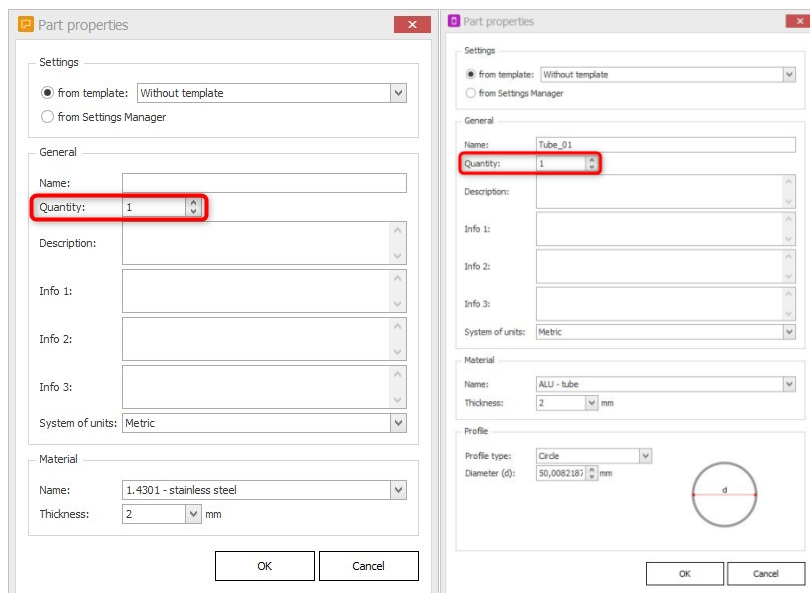 Part properties
Settings
from template: Without template
from Settings Manager
General
Name:
Quantity: 1
Description:
Info 1:
Info 2:
Info 3:
System of units: Metric
Material
Name: 1.4301 - stainless steel
Thickness: 2 mm
OK Cancel
Part properties
Settings
from template: Without template
from Settings Manager
General
Name: Tube_01
Quantity: 1
Description:
Info 1:
Info 2:
Info 3:
System of units: Metric
Material
Name: ALU - tube
Thickness: 2 mm
Profile
Profile type: Circle
Diameter (d): 50,0082187 mm
d
OK Cancel